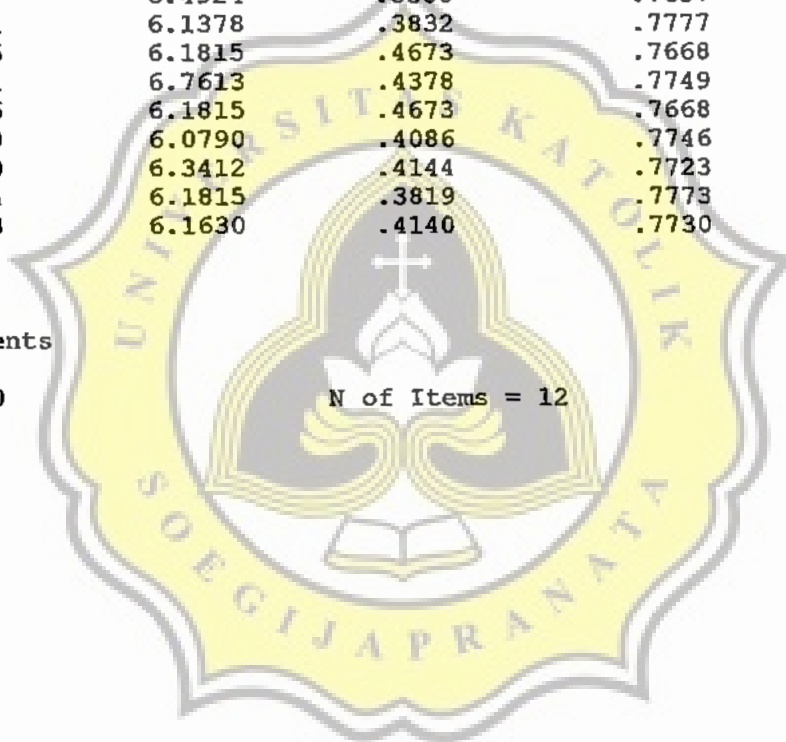 6.1378 .3832 .7777
6.1815 .4673 .7668
6.7613 .4378 .7749
6.1815 .4673 .7668
6.0790 .4086 .7746
6.3412 .4144 .7723
6.1815 .3819 .7773
6.1630 .4140 .7730
N of Items = 12
UNIVERSITAS KATOLIK
SOEGIJAPRANATA